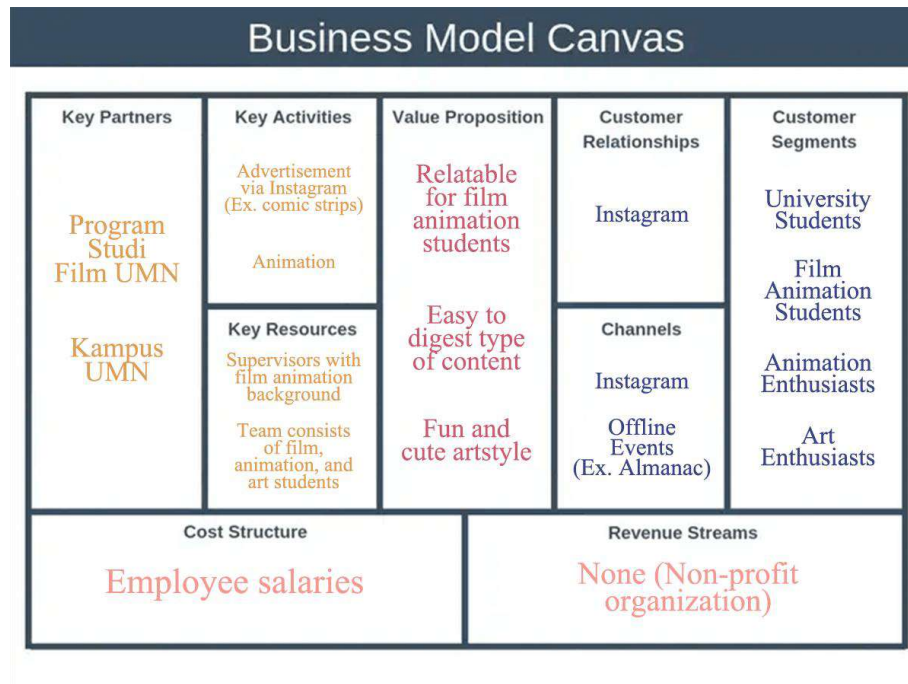 Business Model Canvas
Key Partners
Program
Studi
Film UMN
Kampus
UMN
Key Activities
Advertisement
via Instagram
(Ex. comic strips)
Animation
Key Resources
Supervisors with
film animation
background
Team consists
of film,
animation, and
art students
Value Proposition
Relatable
for film
animation
students
Easy to
digest type
of content
Fun and
cute artstyle
Customer
Relationships
Instagram
Channels
Instagram
Offline
Events
(Ex. Almanac)
Customer
Segments
University
Students
Film
Animation
Students
Animation
Enthusiasts
Art
Enthusiasts
Cost Structure
Employee salaries
Revenue Streams
None (Non-profit
organization)